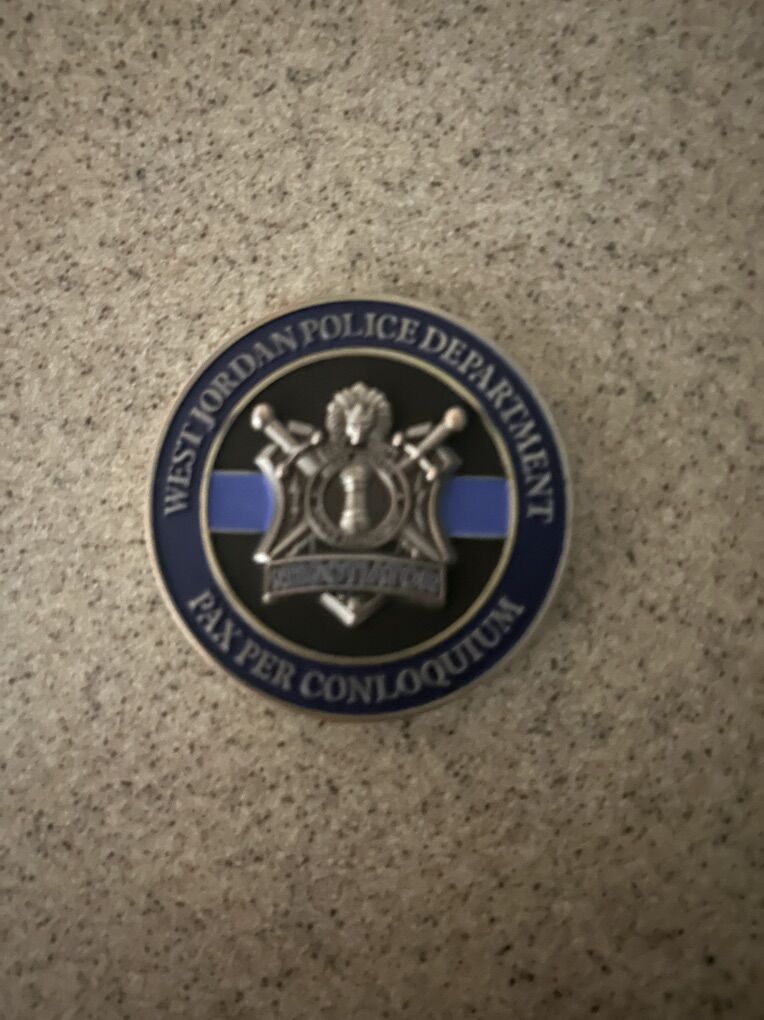 WEST JORDAN POLICE DEPARTMENT
PAX PER CONLOQUIUM